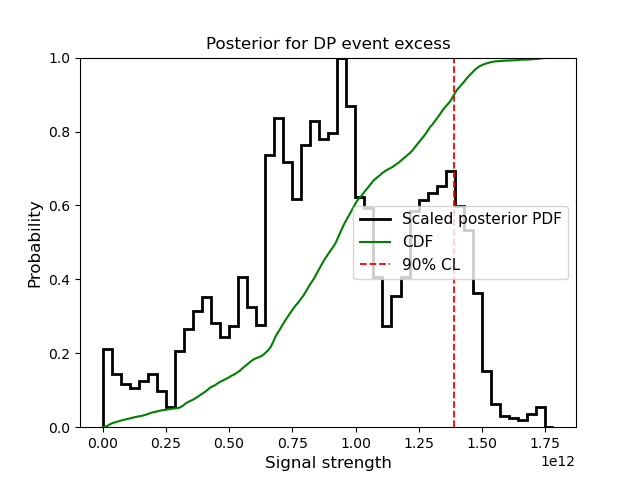 Posterior for DP event excess
1.0
0.8
0.6
0.4
0.2
0.0
Probability
Scaled posterior PDF
CDF
90% CL
0.00 0.25 0.50 0.75 1.00 1.25 1.50 1.75
1e12
Signal strength